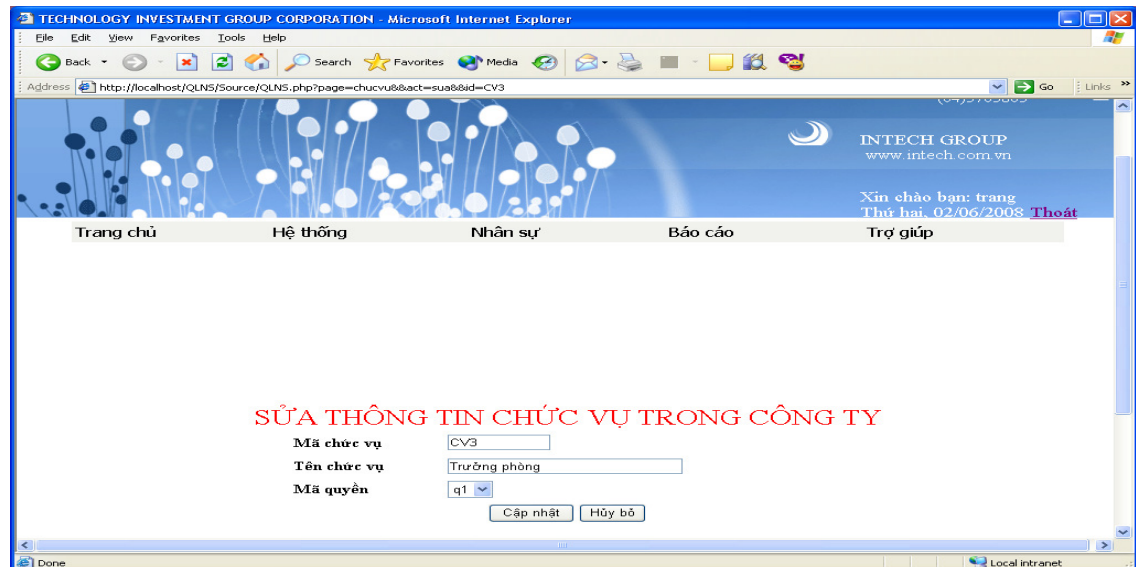 TECHNOLOGY INVESTMENT GROUP CORPORATION - Microsoft Internet Explorer
File Edit View Favorites Tools Help
Back Search Favorites Media
Address http://localhost/QLNS/Source/QLNS.php?page=chucvu&&act=sua&&id=CV3 Go Links »
INTECH GROUP
www.intech.com.vn
Xin chào bạn: trang
Thứ hai, 02/06/2008 Thoát
Trang chủ Hệ thống Nhân sự Báo cáo Trợ giúp
SỬA THÔNG TIN CHỨC VỤ TRONG CÔNG TY
Mã chức vụ CV3
Tên chức vụ Trưởng phòng
Mã quyền q1
Cập nhật Hủy bỏ
Done Local intranet